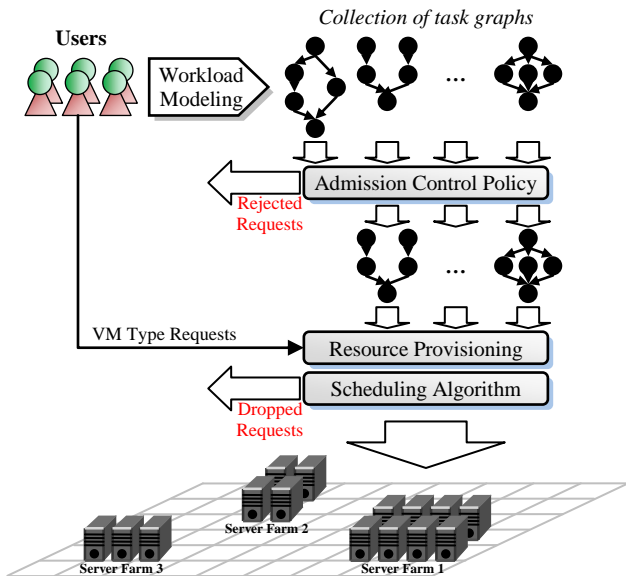 Collection of task graphs
Users
Workload
Modeling
...
Admission Control Policy
Rejected
Requests
...
VM Type Requests
Resource Provisioning
Scheduling Algorithm
Dropped
Requests
Server Farm 2
Server Farm 3
Server Farm 1